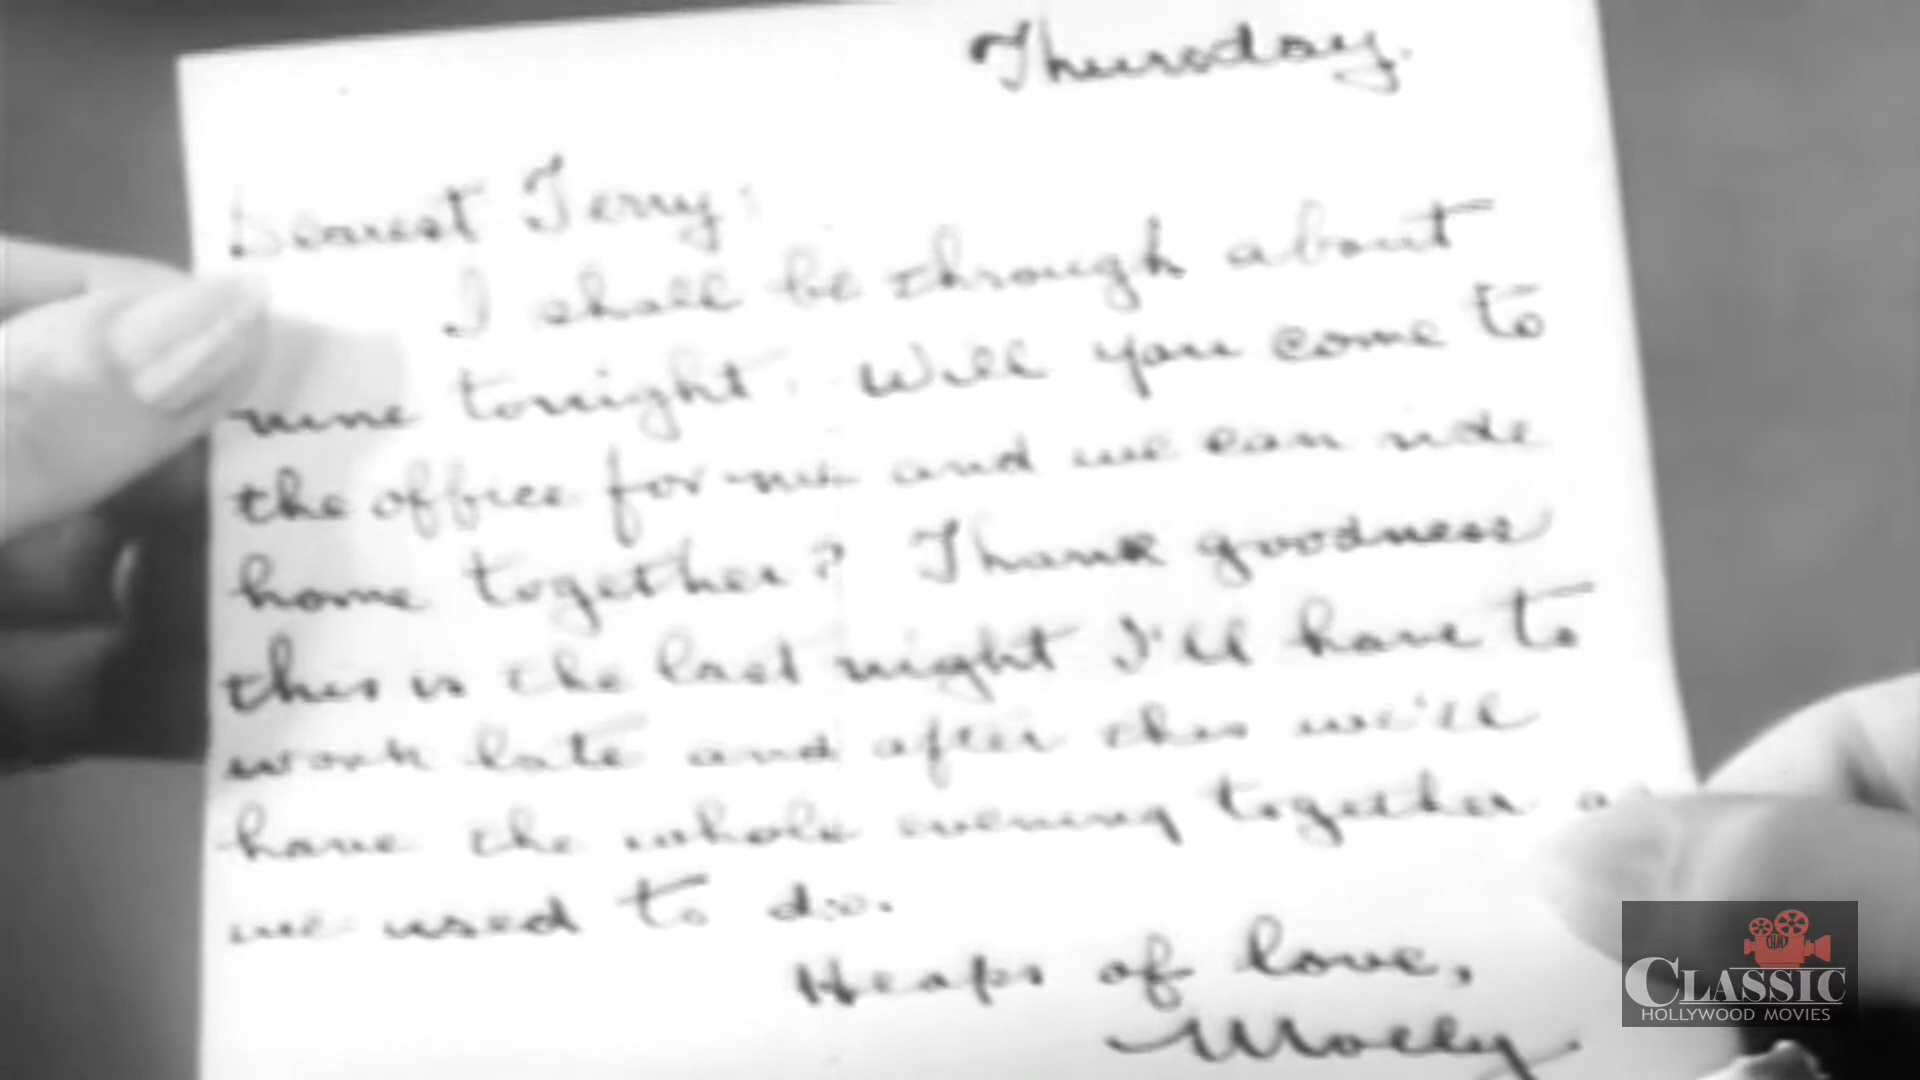 Thursday.
Dearest Terry:
I shall be through about
nine tonight. Will you come to
the office for me and we can ride
home together? Thank goodness
this is the last night I'll have to
work late and after this we'll
have the whole evening together as
we used to do.
Heaps of love,
Molly
CLASSIC
HOLLYWOOD MOVIES